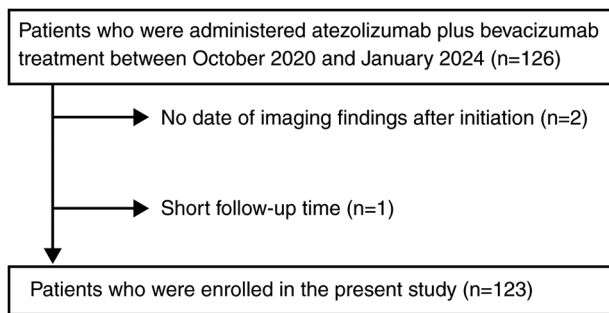 Patients who were administered atezolizumab plus bevacizumab
treatment between October 2020 and January 2024 (n=126)
No date of imaging findings after initiation (n=2)
Short follow-up time (n=1)
Patients who were enrolled in the present study (n=123)